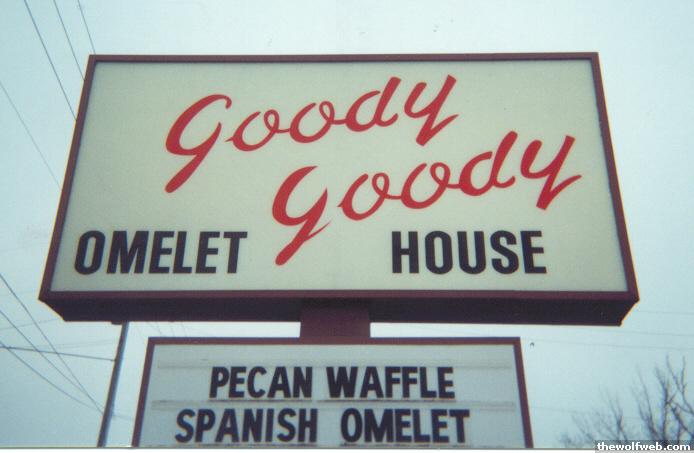 Goody
Goody
OMELET HOUSE
PECAN WAFFLE
SPANISH OMELET
thewolfweb.com